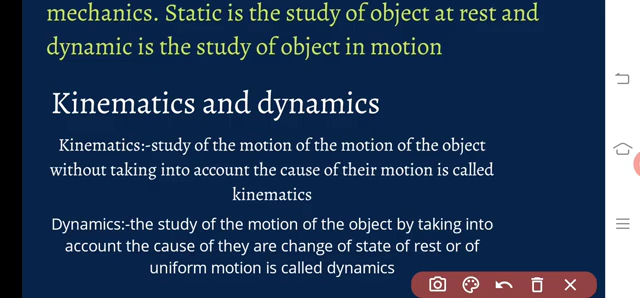 mechanics. Static is the study of object at rest and
dynamic is the study of object in motion
Kinematics and dynamics
Kinematics:-study of the motion of the motion of the object
without taking into account the cause of their motion is called
kinematics
Dynamics:-the study of the motion of the object by taking into
account the cause of they are change of state of rest or of
uniform motion is called dynamics